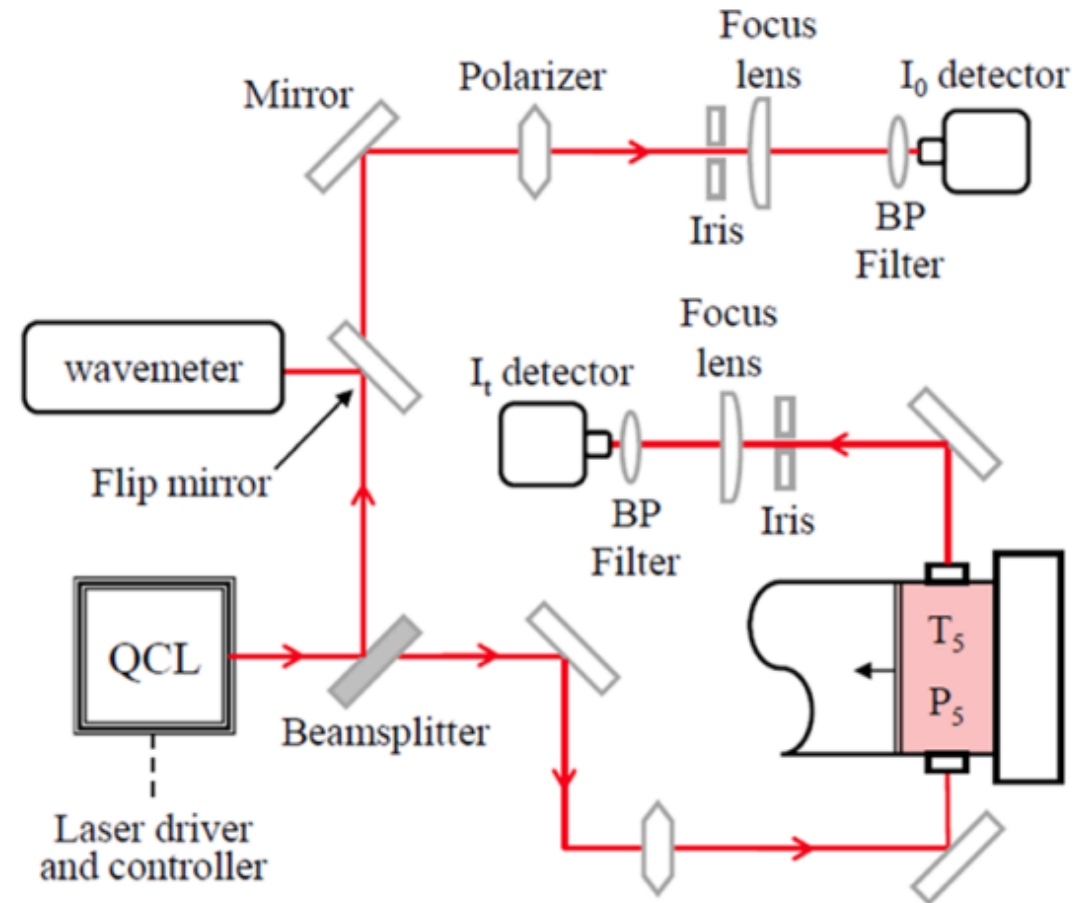 Mirror
Polarizer
Focus
lens
I₀ detector
Iris
BP
Filter
wavemeter
Flip mirror
Iₜ detector
Focus
lens
BP
Filter
Iris
QCL
Beamsplitter
Laser driver
and controller
T₅
P₅